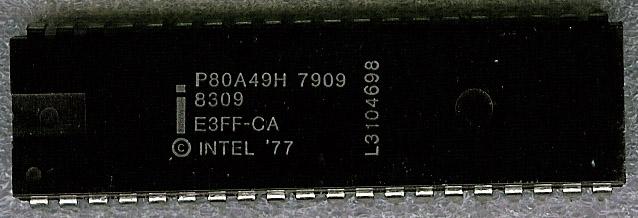 P80A49H 7909
8309
E3FF-CA
© INTEL '77
L3104698